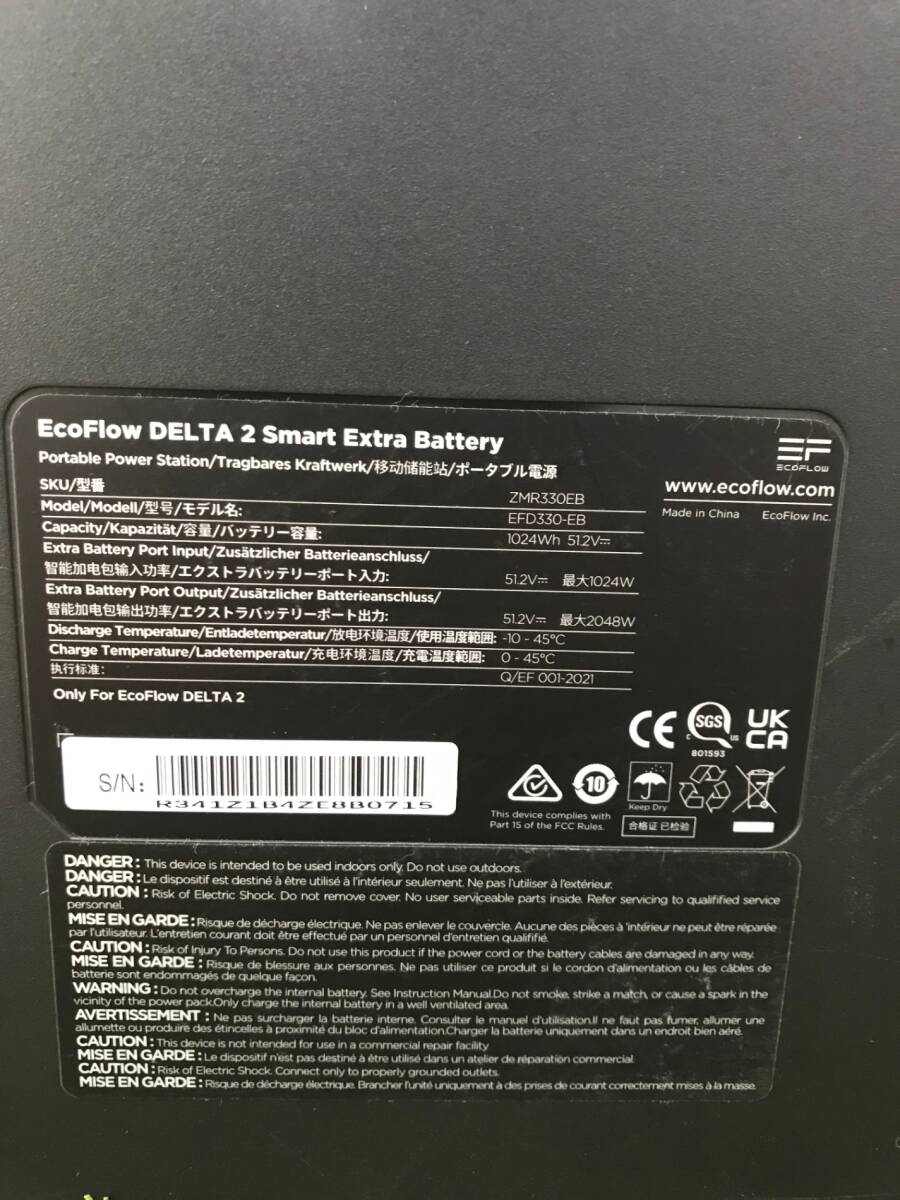 EcoFlow DELTA 2 Smart Extra Battery
Portable Power Station/Tragbares Kraftwerk/移动储能站/ポータブル電源
SKU/型番 ZMR330EB
Model/Modell/型号/モデル名: EFD330-EB
Capacity/Kapazität/容量/バッテリー容量: 1024Wh 51.2V⎓
Extra Battery Port Input/Zusätzlicher Batterieanschluss/
智能加电包输入功率/エクストラバッテリーポート入力: 51.2V⎓ 最大1024W
Extra Battery Port Output/Zusätzlicher Batterieanschluss/
智能加电包输出功率/エクストラバッテリーポート出力: 51.2V⎓ 最大2048W
Discharge Temperature/Entladetemperatur/放电环境温度/使用温度範囲: -10 - 45°C
Charge Temperature/Ladetemperatur/充电环境温度/充電温度範囲: 0 - 45°C
执行标准: Q/EF 001-2021
Only For EcoFlow DELTA 2
EF
ECOFLOW
www.ecoflow.com
Made in China EcoFlow Inc.
CE
SGS
C US
801593
UK
CA
10
Keep Dry
This device complies with
Part 15 of the FCC Rules.
合格证 已检验
S/N:
R341Z1B4ZE8B0715
DANGER: This device is intended to be used indoors only. Do not use outdoors.
DANGER: Le dispositif est destiné à être utilisé à l'intérieur seulement. Ne pas l'utiliser à l'extérieur.
CAUTION: Risk of Electric Shock. Do not remove cover. No user serviceable parts inside. Refer servicing to qualifified service
personnel.
MISE EN GARDE: Risque de décharge électrique. Ne pas enlever le couvercle. Aucune des pièces à 'intérieur ne peut être réparée
par l'utilisateur. L'entretien courant doit être effectué par un personnel d'entretien qualifié.
CAUTION: Risk of Injury To Persons. Do not use this product if the power cord or the battery cables are damaged in any way.
MISE EN GARDE: Risque de blessure aux personnes. Ne pas utiliser ce produit si le cordon d'alimentation ou les câbles de
batterie sont endommagés de quelque façon.
WARNING: Do not overcharge the internal battery. See Instruction Manual.Do not smoke, strike a match, or cause a spark in the
vicinity of the power pack.Only charge the internal battery in a well ventilated area.
AVERTISSEMENT: Ne pas surcharger la batterie interne. Consulter le manuel d'utilisation.Il ne faut pas fumer, allumer une
allumette ou produire des étincelles à proximité du bloc d'alimentation.Charger la batterie uniquement dans un endroit bien aéré.
CAUTION: This device is not intended for use in a commercial repair facility
MISE EN GARDE: Le dispositif n'est pas destiné à être utilisé dans un atelier de réparation commercial.
CAUTION: Risk of Electric Shock. Connect only to properly grounded outlets.
MISE EN GARDE: Risque de décharge électrique. Brancher l'unité uniquement à des prises de courant correctement mises à la masse.